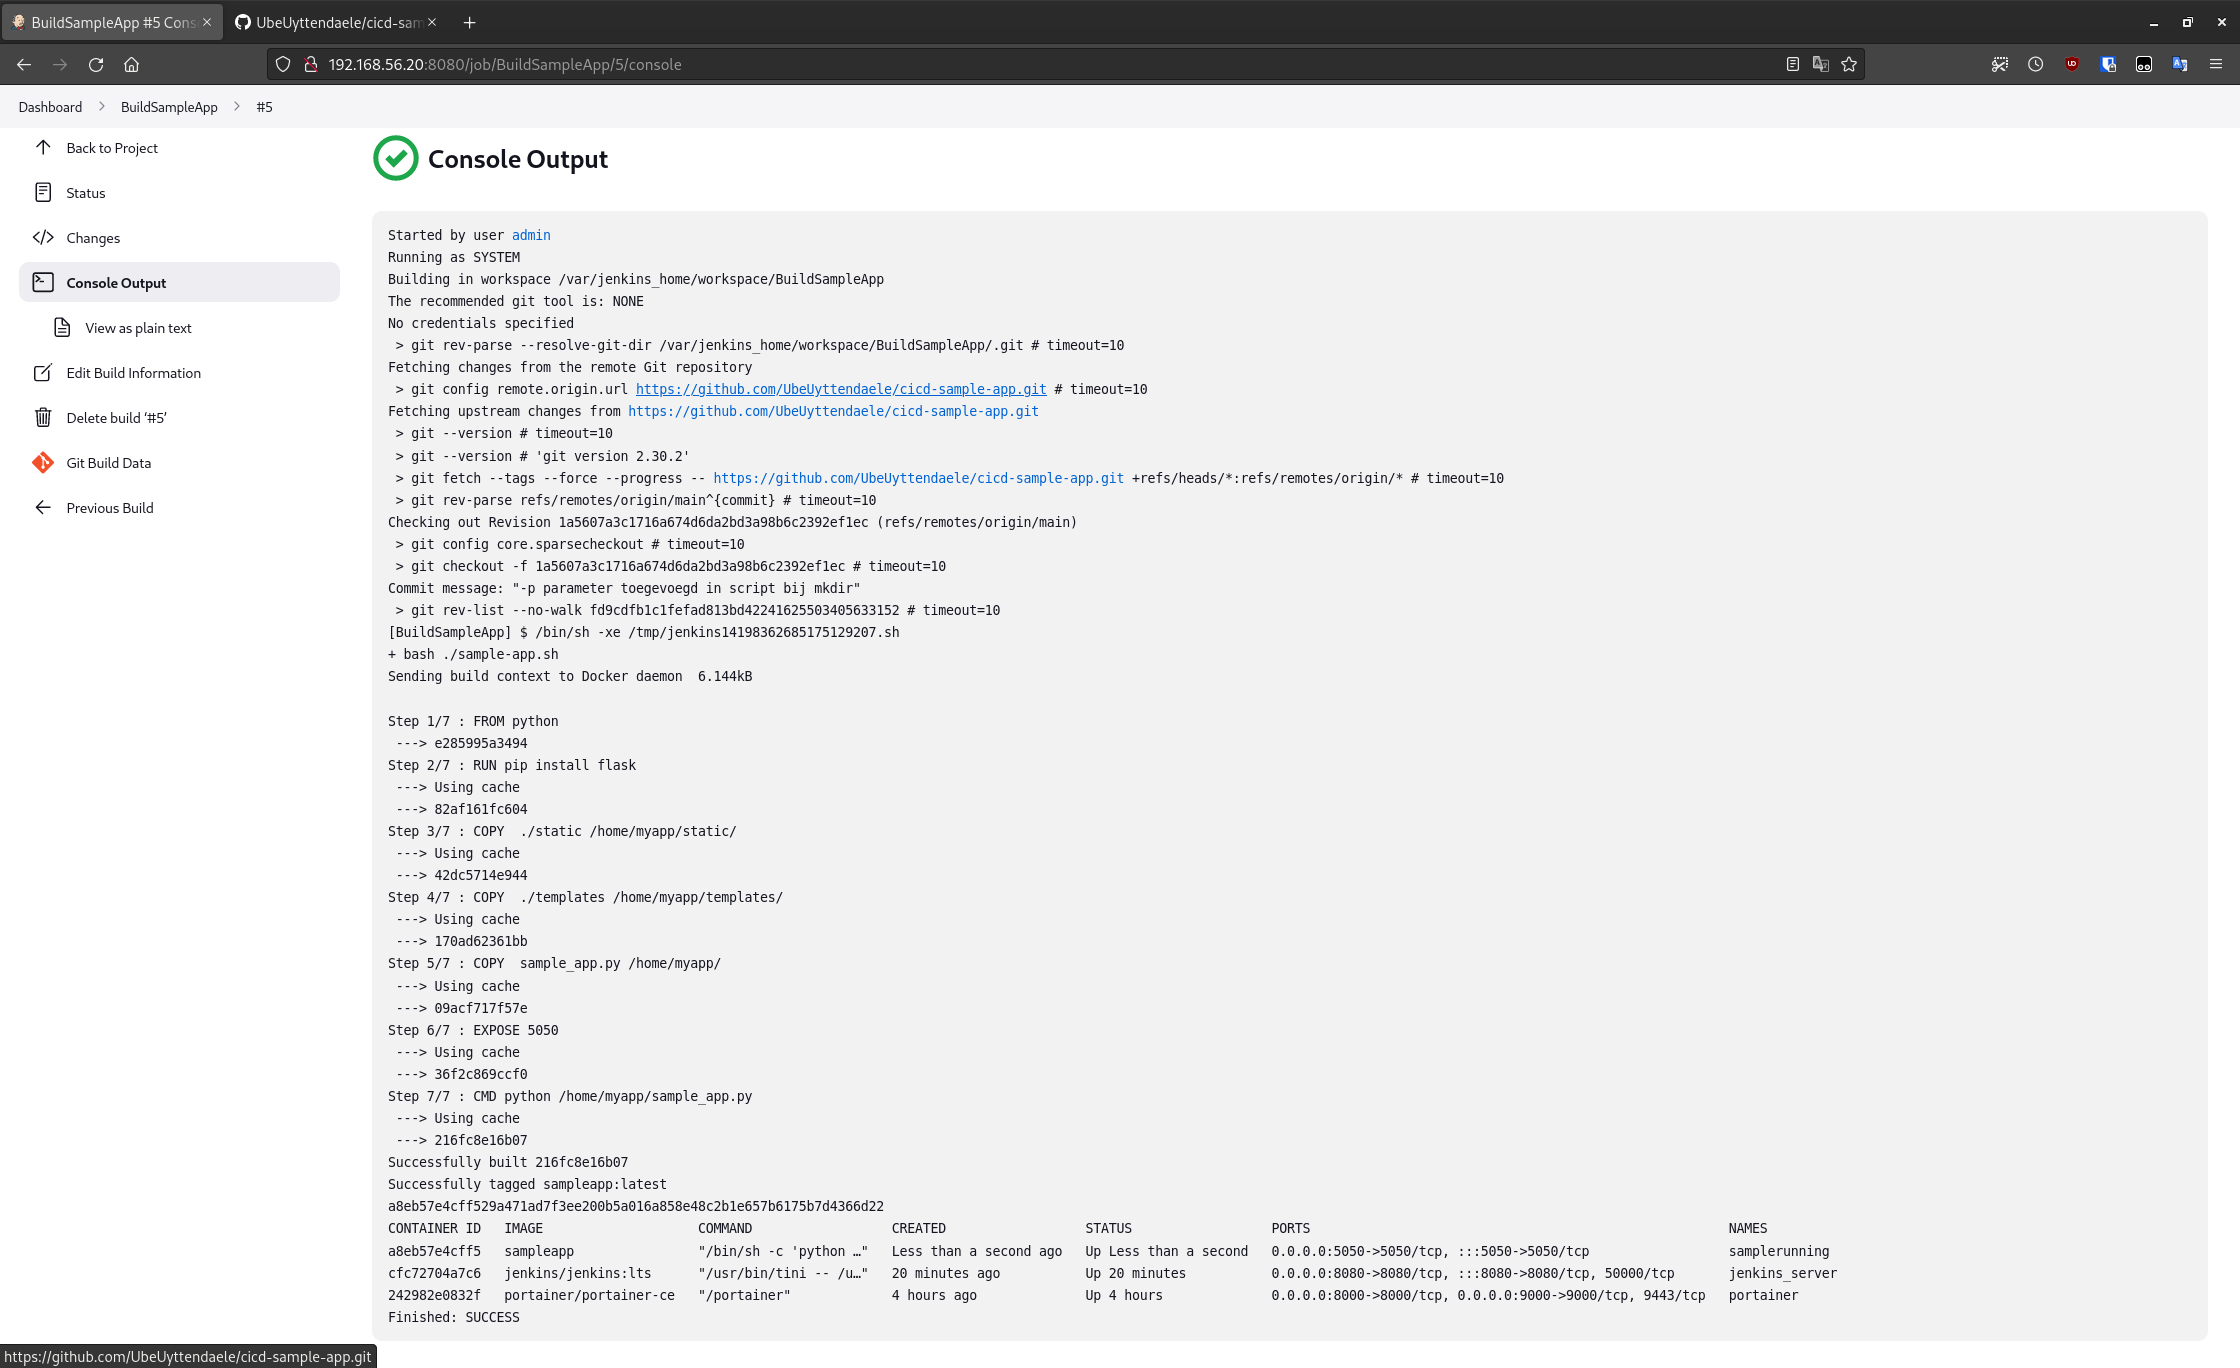 BuildSampleApp #5 Cons
UbeUyttendaele/cicd-sam
192.168.56.20:8080/job/BuildSampleApp/5/console
Dashboard > BuildSampleApp > #5
Back to Project
Status
Changes
Console Output
View as plain text
Edit Build Information
Delete build ‘#5’
Git Build Data
Previous Build
Console Output
Started by user admin
Running as SYSTEM
Building in workspace /var/jenkins_home/workspace/BuildSampleApp
The recommended git tool is: NONE
No credentials specified
 > git rev-parse --resolve-git-dir /var/jenkins_home/workspace/BuildSampleApp/.git # timeout=10
Fetching changes from the remote Git repository
 > git config remote.origin.url https://github.com/UbeUyttendaele/cicd-sample-app.git # timeout=10
Fetching upstream changes from https://github.com/UbeUyttendaele/cicd-sample-app.git
 > git --version # timeout=10
 > git --version # 'git version 2.30.2'
 > git fetch --tags --force --progress -- https://github.com/UbeUyttendaele/cicd-sample-app.git +refs/heads/*:refs/remotes/origin/* # timeout=10
 > git rev-parse refs/remotes/origin/main^{commit} # timeout=10
Checking out Revision 1a5607a3c1716a674d6da2bd3a98b6c2392ef1ec (refs/remotes/origin/main)
 > git config core.sparsecheckout # timeout=10
 > git checkout -f 1a5607a3c1716a674d6da2bd3a98b6c2392ef1ec # timeout=10
Commit message: "-p parameter toegevoegd in script bij mkdir"
 > git rev-list --no-walk fd9cdfb1c1fefad813bd42241625503405633152 # timeout=10
[BuildSampleApp] $ /bin/sh -xe /tmp/jenkins14198362685175129207.sh
+ bash ./sample-app.sh
Sending build context to Docker daemon  6.144kB
Step 1/7 : FROM python
 ---> e285995a3494
Step 2/7 : RUN pip install flask
 ---> Using cache
 ---> 82af161fc604
Step 3/7 : COPY  ./static /home/myapp/static/
 ---> Using cache
 ---> 42dc5714e944
Step 4/7 : COPY  ./templates /home/myapp/templates/
 ---> Using cache
 ---> 170ad62361bb
Step 5/7 : COPY  sample_app.py /home/myapp/
 ---> Using cache
 ---> 09acf717f57e
Step 6/7 : EXPOSE 5050
 ---> Using cache
 ---> 36f2c869ccf0
Step 7/7 : CMD python /home/myapp/sample_app.py
 ---> Using cache
 ---> 216fc8e16b07
Successfully built 216fc8e16b07
Successfully tagged sampleapp:latest
a8eb57e4cff529a471ad7f3ee200b5a016a858e48c2b1e657b6175b7d4366d22
CONTAINER ID   IMAGE                    COMMAND                  CREATED                  STATUS                  PORTS                                                      NAMES
a8eb57e4cff5   sampleapp                "/bin/sh -c 'python …"   Less than a second ago   Up Less than a second   0.0.0.0:5050->5050/tcp, :::5050->5050/tcp                  samplerunning
cfc72704a7c6   jenkins/jenkins:lts      "/usr/bin/tini -- /u…"   20 minutes ago           Up 20 minutes           0.0.0.0:8080->8080/tcp, :::8080->8080/tcp, 50000/tcp       jenkins_server
242982e0832f   portainer/portainer-ce   "/portainer"             4 hours ago              Up 4 hours              0.0.0.0:8000->8000/tcp, 0.0.0.0:9000->9000/tcp, 9443/tcp   portainer
Finished: SUCCESS
https://github.com/UbeUyttendaele/cicd-sample-app.git